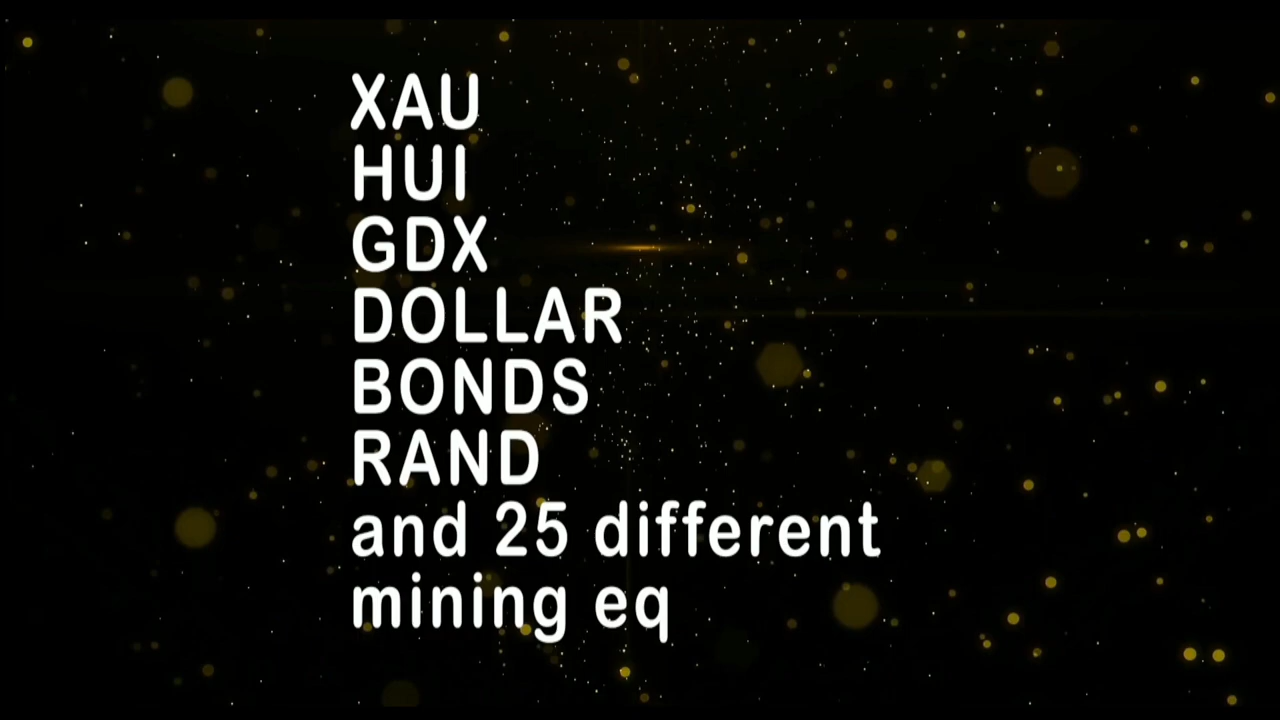 XAU
HUI
GDX
DOLLAR
BONDS
RAND
and 25 different
mining eq